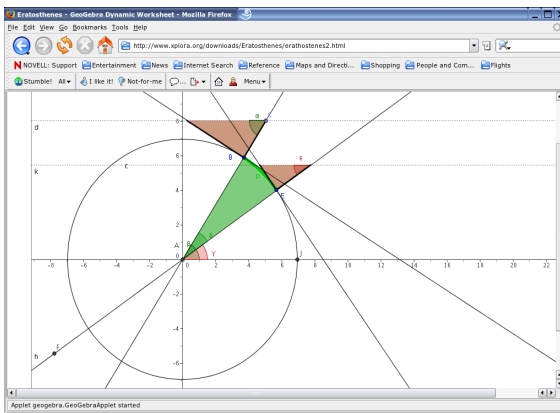 Eratosthenes - GeoGebra Dynamic Worksheet - Mozilla Firefox
File Edit View Go Bookmarks Tools Help
http://www.xplora.org/downloads/Eratosthenes/erathostenes2.html
NOVELL: Support Entertainment News Internet Search Reference Maps and Directi... Shopping People and Com... Flights
Stumble! All I like it! Not-for-me Menu
α
d
8
6
B
ε
k
C
D
4
E
2
δ
A
β
γ
J
-8 -6 -4 -2 0 2 4 6 8 10 12 14 16 18 20 22
0
-2
-4
h
-6
Applet geogebra.GeoGebraApplet started